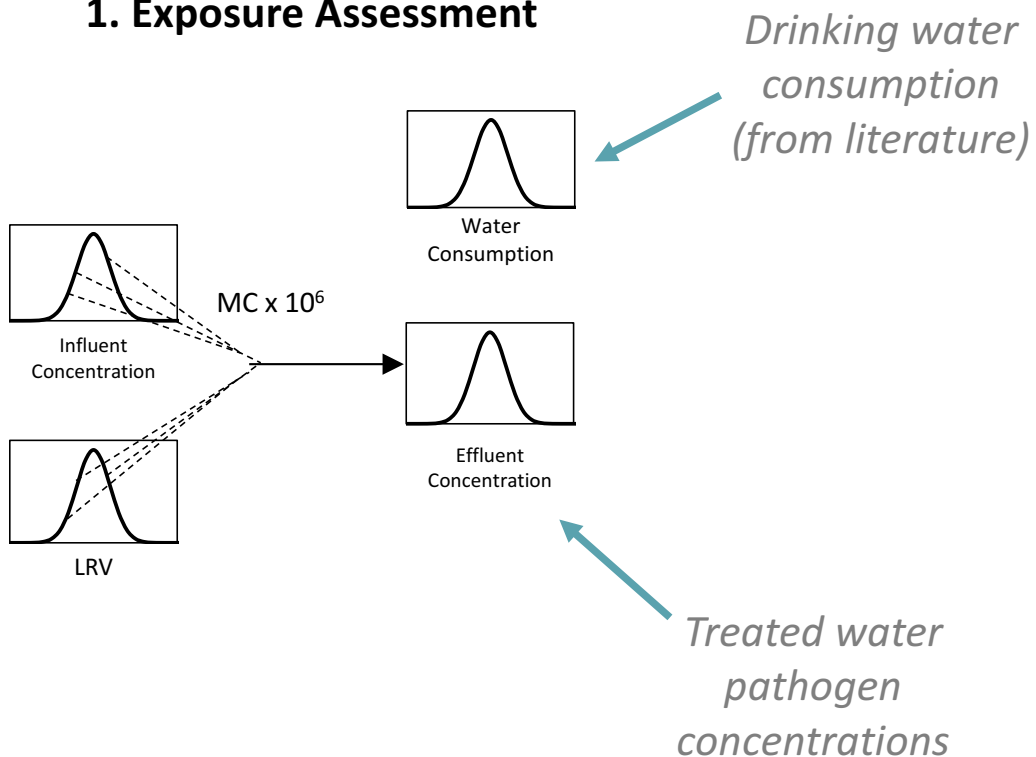 1. Exposure Assessment
Drinking water
consumption
(from literature)
Water
Consumption
MC x 10⁶
Influent
Concentration
Effluent
Concentration
LRV
Treated water
pathogen
concentrations